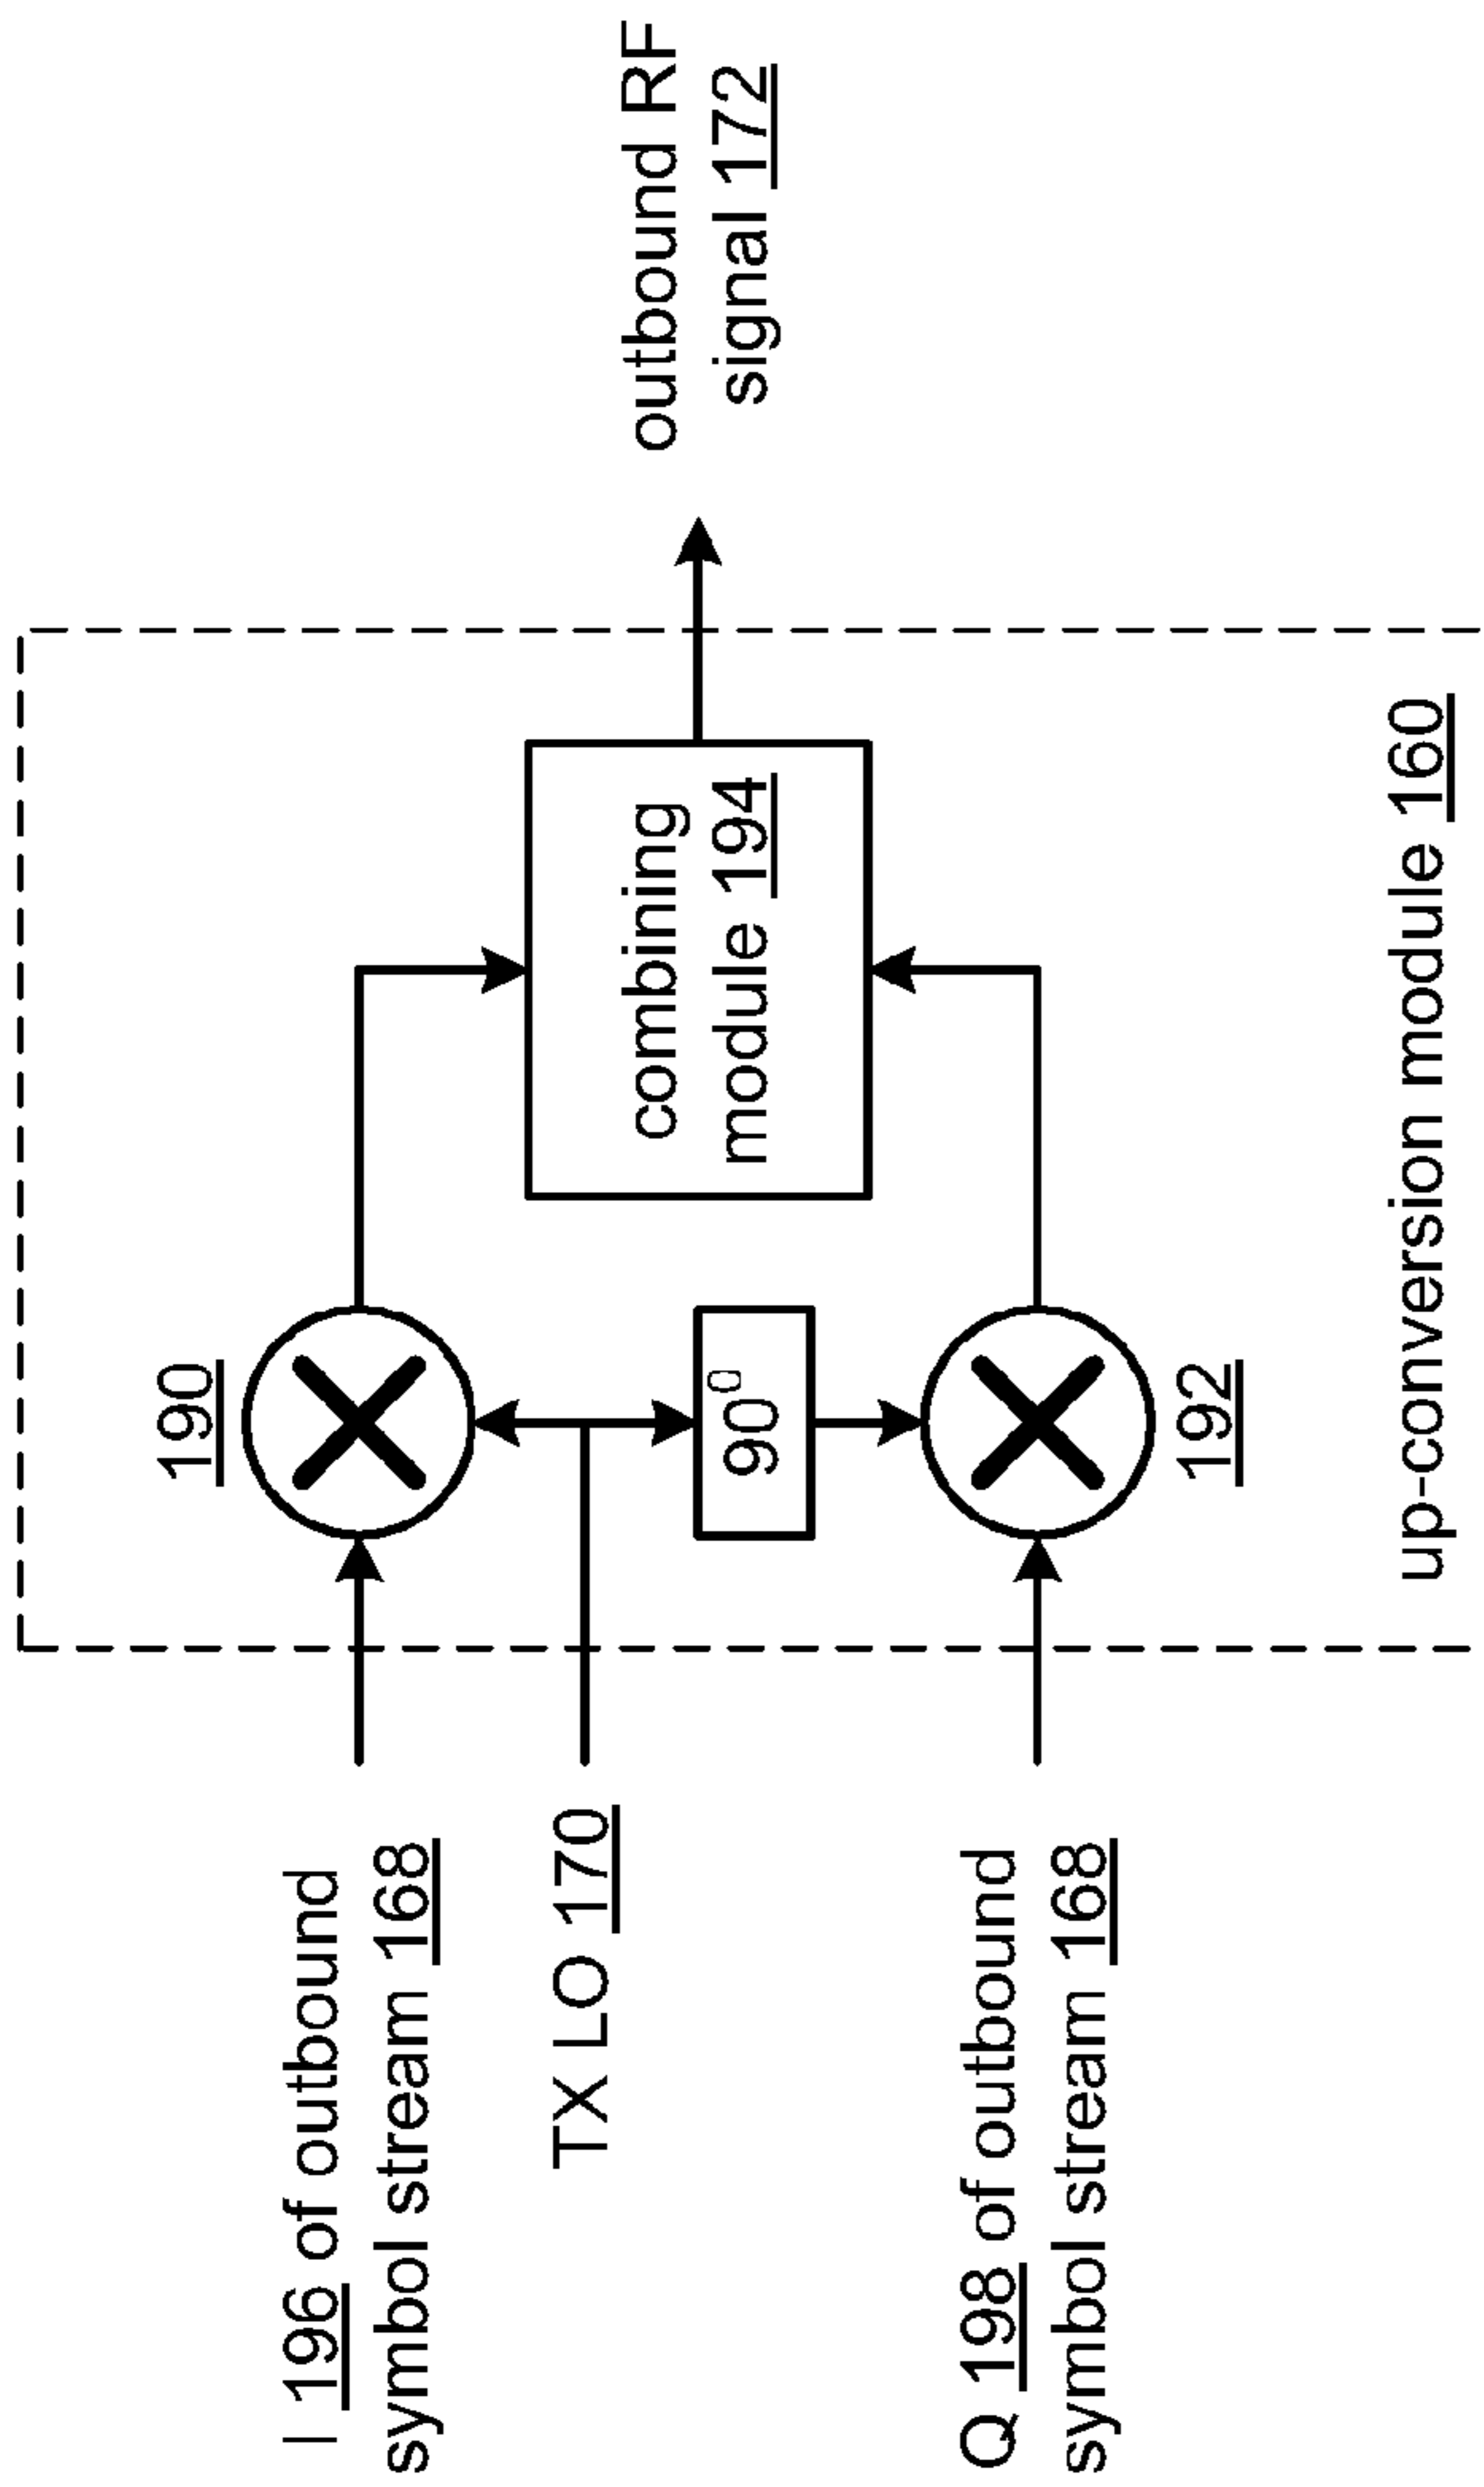 I 196 of outbound
symbol stream 168
TX LO 170
Q 198 of outbound
symbol stream 168
190
90⁰
192
combining
module 194
up-conversion module 160
outbound RF
signal 172